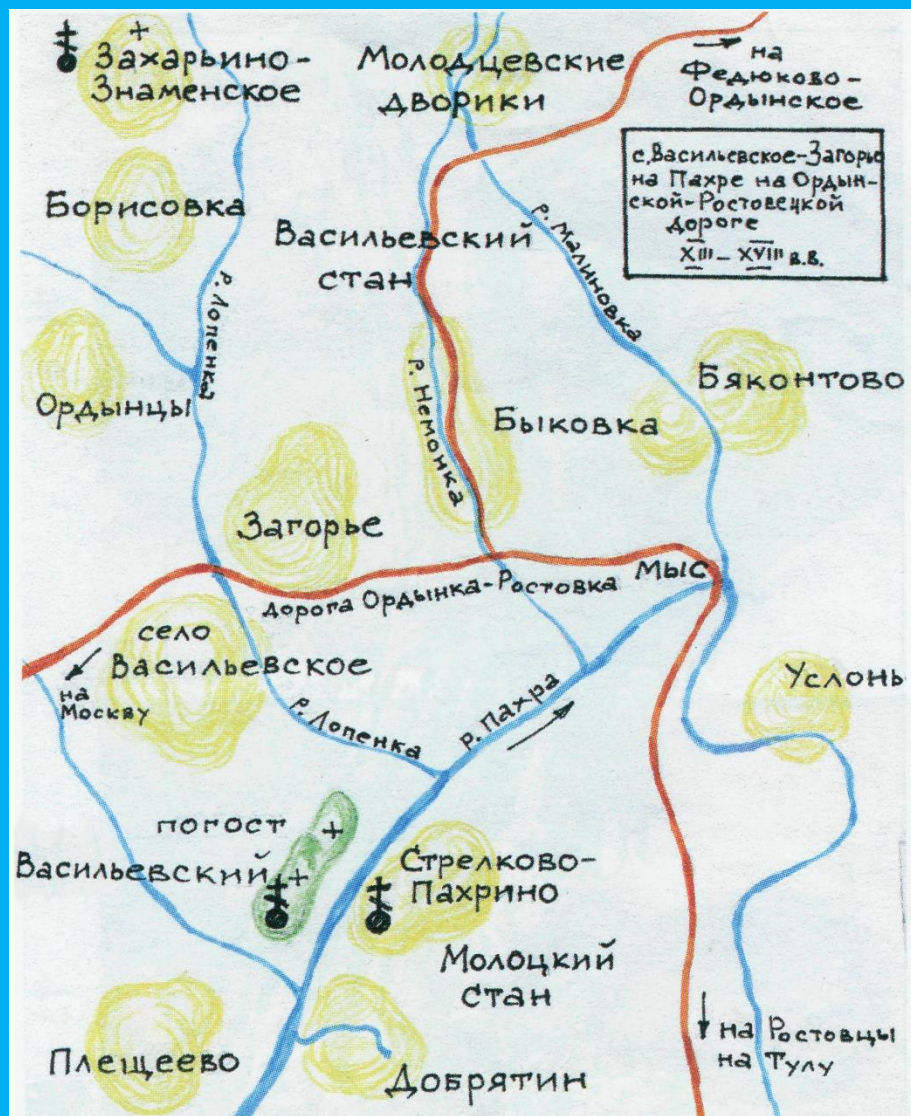 Захарьино-
Знаменское
Молодцевские
дворики
на
Федюково-
Ордынское
с. Васильевское-Загорье
на Пахре на Ордын-
ской-Ростовецкой
дороге
XIII – XVIII в.в.
Борисовка
р. Лопенка
Васильевский
стан
р. Малиновка
Ордынцы
р. Немонка
Быковка
Бяконтово
Загорье
дорога Ордынка-Ростовка
мыс
село
Васильевское
на
Москву
р. Лопенка
р. Пахра
Услонь
погост
Васильевский
Стрелково-
Пахрино
Молоцкий
стан
Плещеево
Добрятин
на Ростовцы
на Тулу